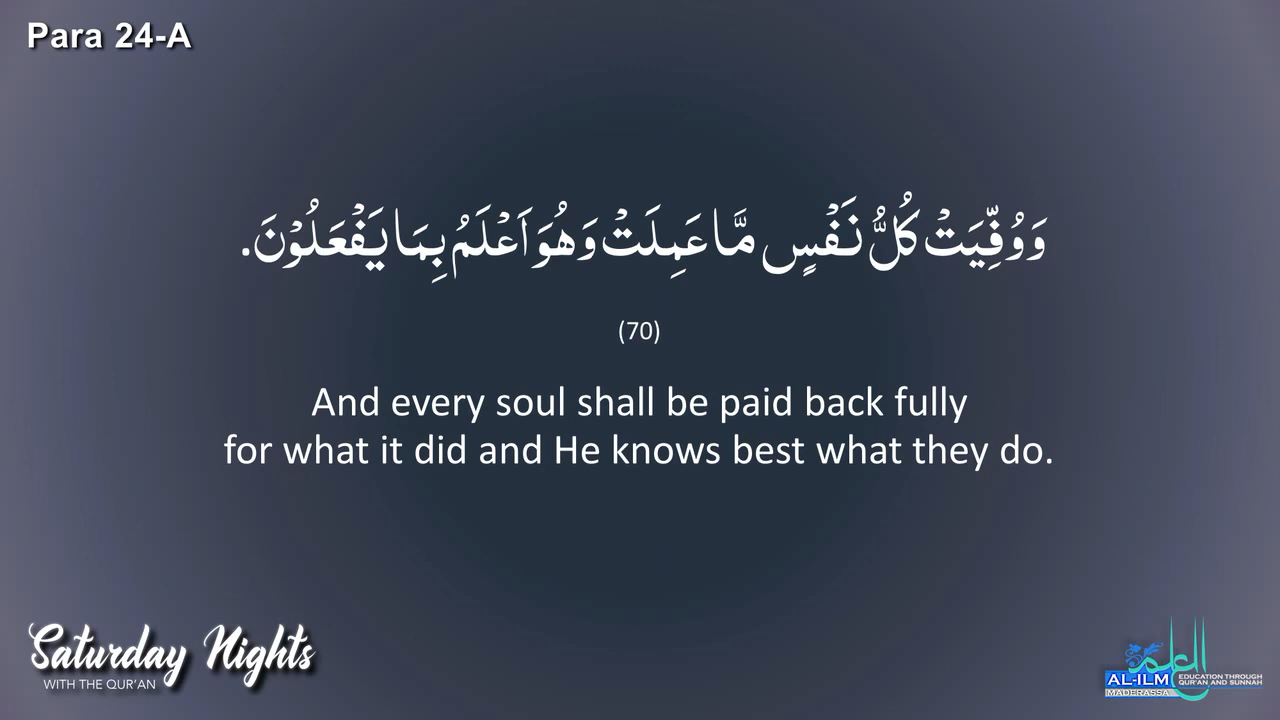 Para 24-A
وَوُفِّيَتْ كُلُّ نَفْسٍ مَّا عَمِلَتْ وَهُوَ اَعْلَمُ بِمَا يَفْعَلُوْنَ.
(70)
And every soul shall be paid back fully
for what it did and He knows best what they do.
Saturday Nights
WITH THE QUR'AN
العلم
AL-ILM
MADERASSA
EDUCATION THROUGH
QUR'AN AND SUNNAH